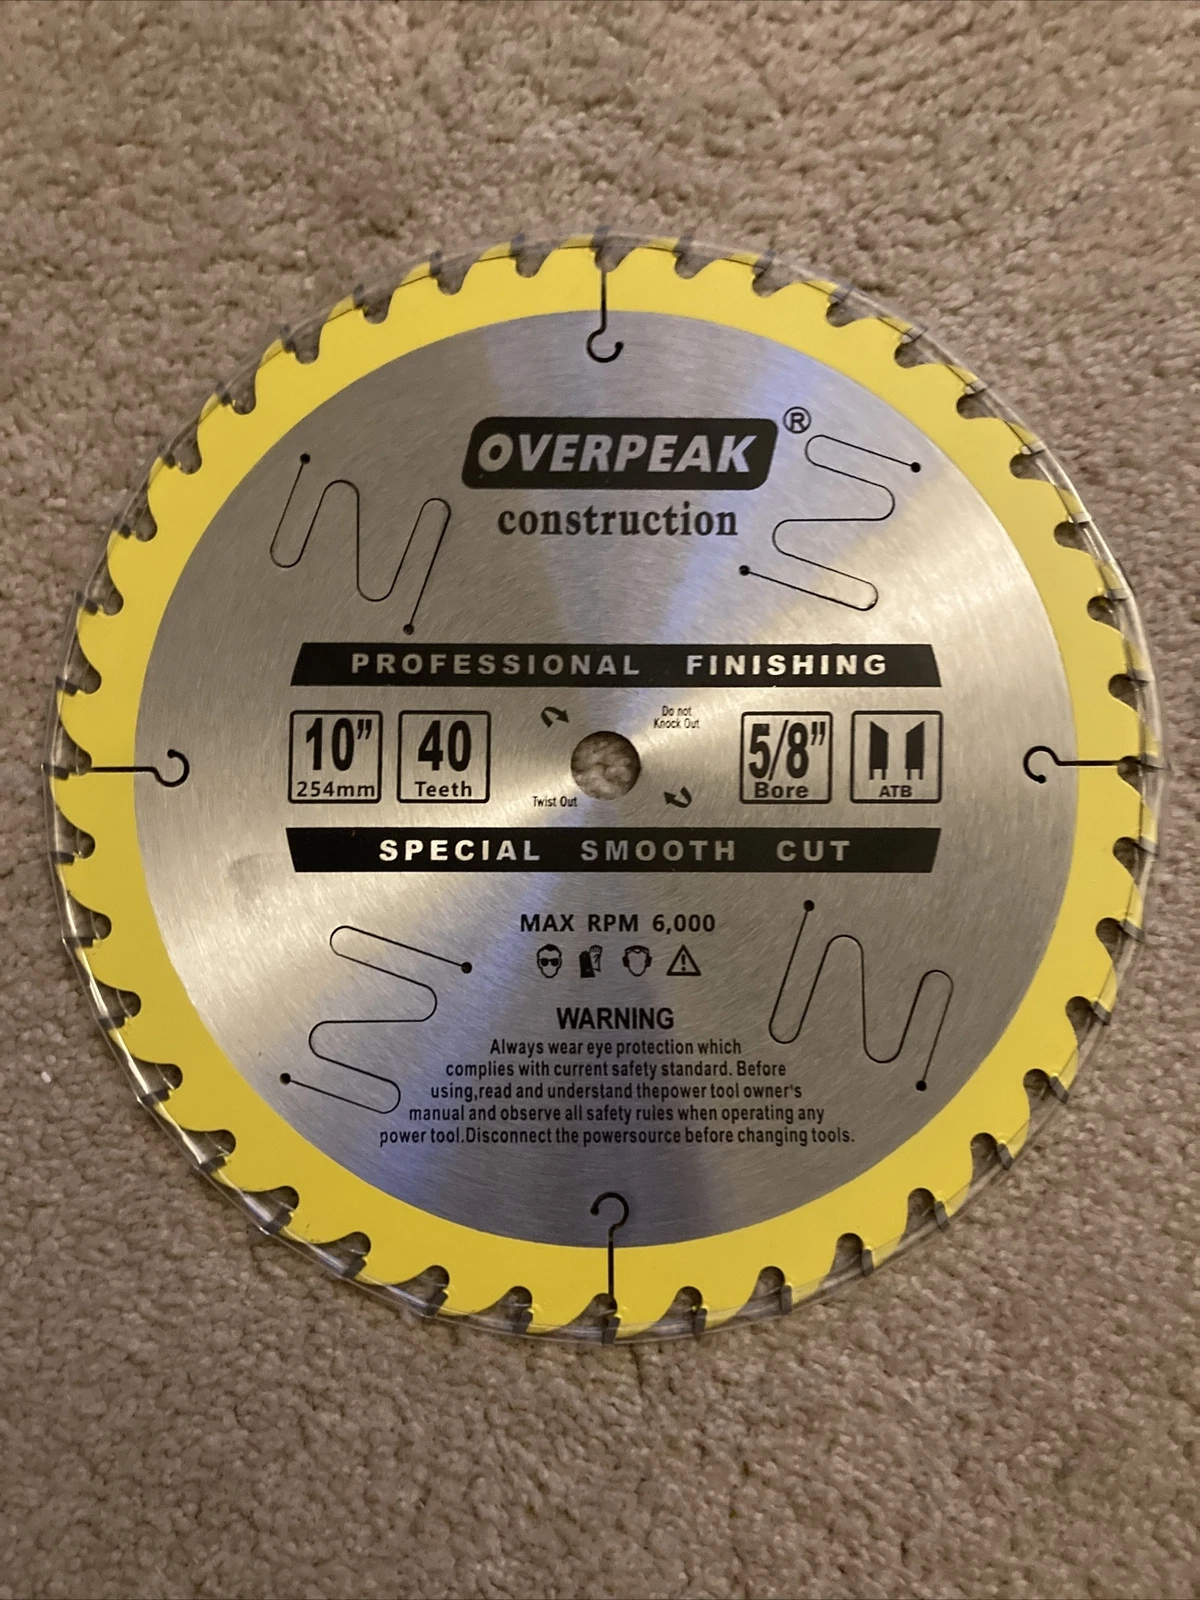 OVERPEAK®
construction
PROFESSIONAL FINISHING
10”
254mm
40
Teeth
Do not
Knock Out
Twist Out
5/8”
Bore
ATB
SPECIAL SMOOTH CUT
MAX RPM 6,000
WARNING
Always wear eye protection which
complies with current safety standard. Before
using,read and understand thepower tool owner's
manual and observe all safety rules when operating any
power tool.Disconnect the powersource before changing tools.